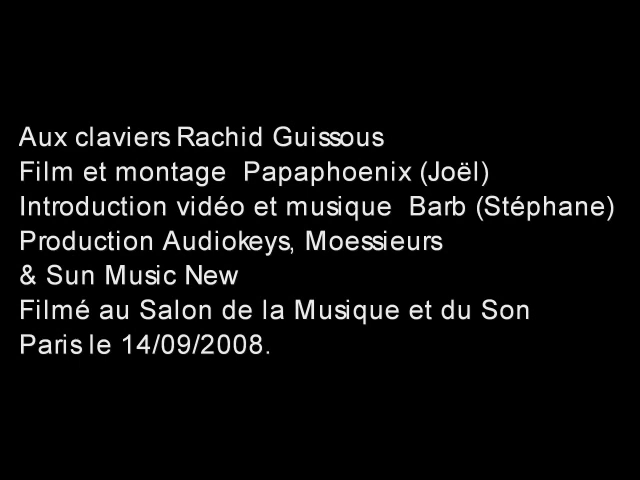 Aux claviers Rachid Guissous
Film et montage  Papaphoenix (Joël)
Introduction vidéo et musique  Barb (Stéphane)
Production Audiokeys, Moessieurs
& Sun Music New
Filmé au Salon de la Musique et du Son
Paris le 14/09/2008.